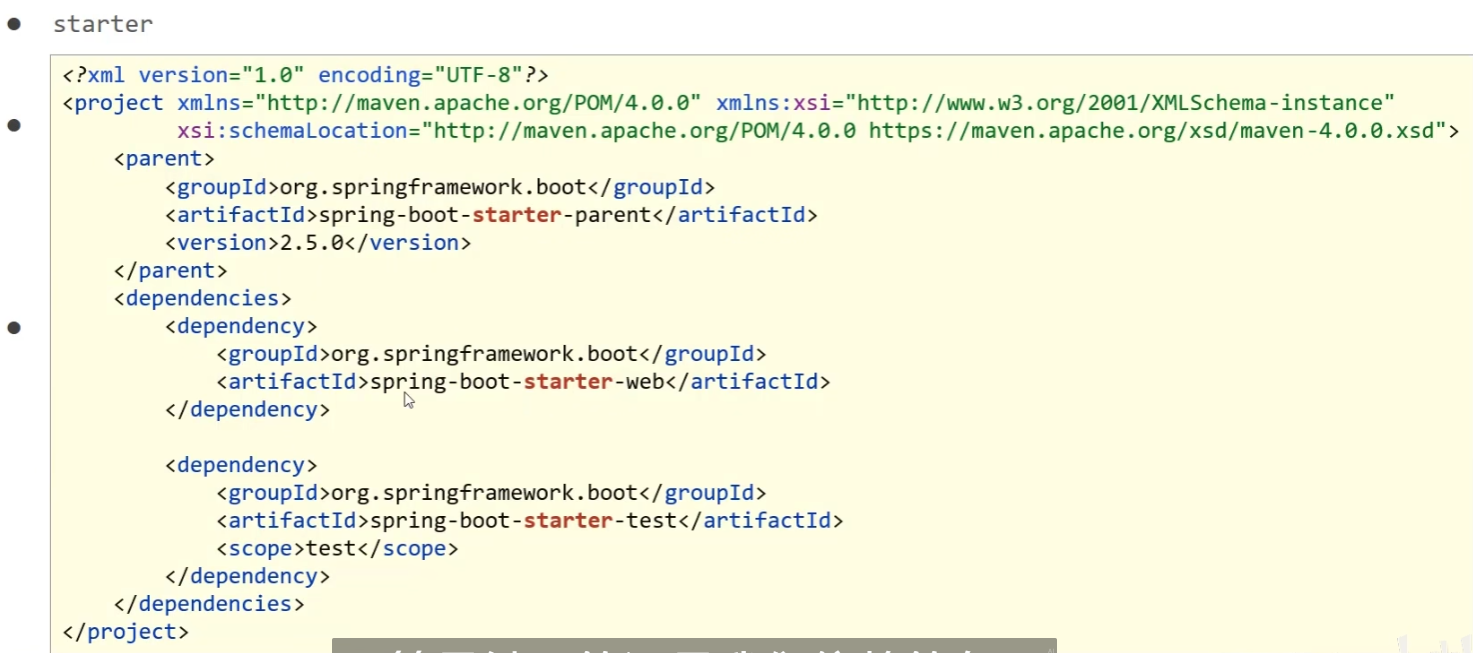 starter
<?xml version="1.0" encoding="UTF-8"?>
<project xmlns="http://maven.apache.org/POM/4.0.0" xmlns:xsi="http://www.w3.org/2001/XMLSchema-instance"
         xsi:schemaLocation="http://maven.apache.org/POM/4.0.0 https://maven.apache.org/xsd/maven-4.0.0.xsd">
    <parent>
        <groupId>org.springframework.boot</groupId>
        <artifactId>spring-boot-starter-parent</artifactId>
        <version>2.5.0</version>
    </parent>
    <dependencies>
        <dependency>
            <groupId>org.springframework.boot</groupId>
            <artifactId>spring-boot-starter-web</artifactId>
        </dependency>
        <dependency>
            <groupId>org.springframework.boot</groupId>
            <artifactId>spring-boot-starter-test</artifactId>
            <scope>test</scope>
        </dependency>
    </dependencies>
</project>